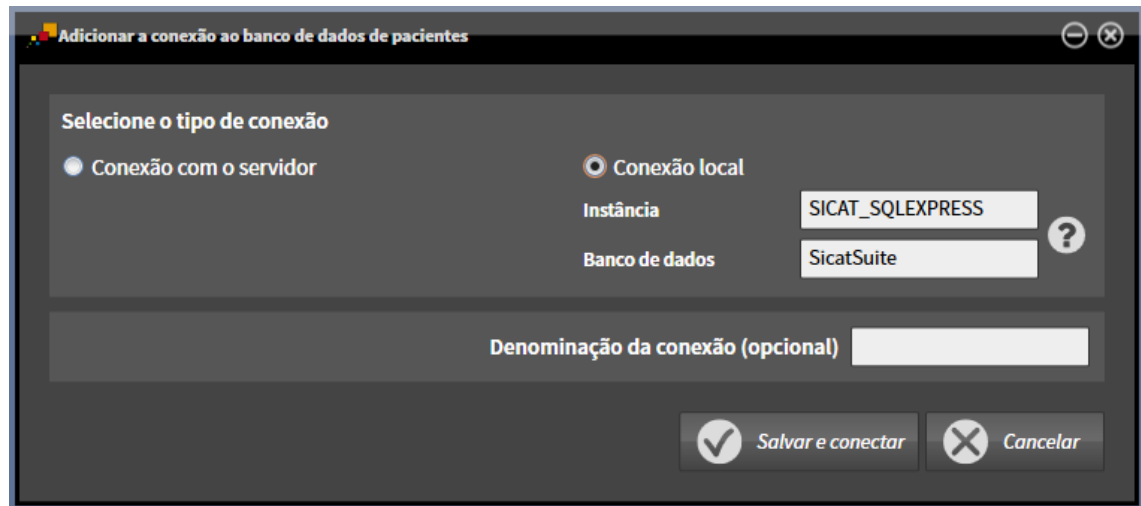 Adicionar a conexão ao banco de dados de pacientes
Selecione o tipo de conexão
Conexão com o servidor
Conexão local
Instância SICAT_SQLEXPRESS
Banco de dados SicatSuite
?
Denominação da conexão (opcional)
Salvar e conectar
Cancelar